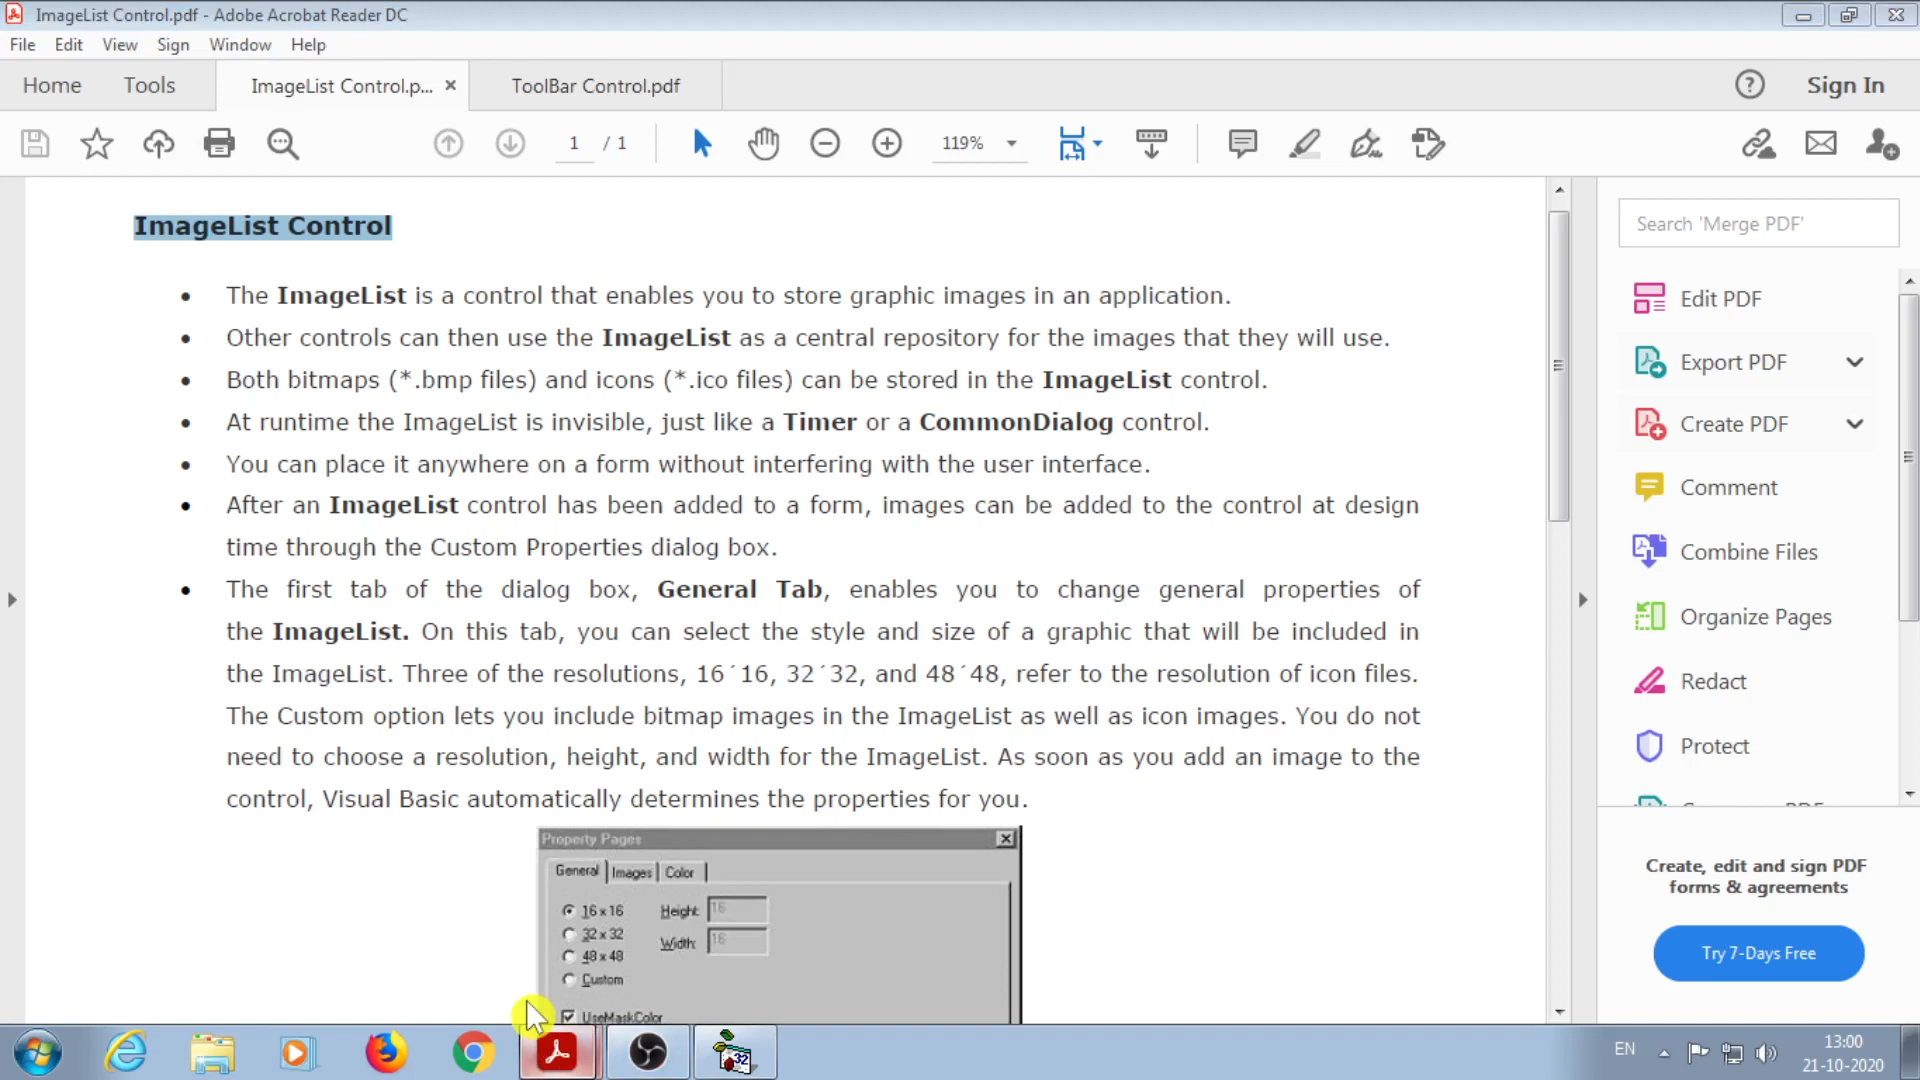 ImageList Control.pdf - Adobe Acrobat Reader DC
File Edit View Sign Window Help
Home Tools ImageList Control.p... ToolBar Control.pdf Sign In
1 / 1 119%
ImageList Control
• The ImageList is a control that enables you to store graphic images in an application.
• Other controls can then use the ImageList as a central repository for the images that they will use.
• Both bitmaps (*.bmp files) and icons (*.ico files) can be stored in the ImageList control.
• At runtime the ImageList is invisible, just like a Timer or a CommonDialog control.
• You can place it anywhere on a form without interfering with the user interface.
• After an ImageList control has been added to a form, images can be added to the control at design
time through the Custom Properties dialog box.
• The first tab of the dialog box, General Tab, enables you to change general properties of
the ImageList. On this tab, you can select the style and size of a graphic that will be included in
the ImageList. Three of the resolutions, 16´16, 32´32, and 48´48, refer to the resolution of icon files.
The Custom option lets you include bitmap images in the ImageList as well as icon images. You do not
need to choose a resolution, height, and width for the ImageList. As soon as you add an image to the
control, Visual Basic automatically determines the properties for you.
Property Pages
General Images Color
16 x 16 Height: 16
32 x 32 Width: 16
48 x 48
Custom
UseMaskColor
Search 'Merge PDF'
Edit PDF
Export PDF
Create PDF
Comment
Combine Files
Organize Pages
Redact
Protect
Create, edit and sign PDF
forms & agreements
Try 7-Days Free
32
EN
13:00
21-10-2020